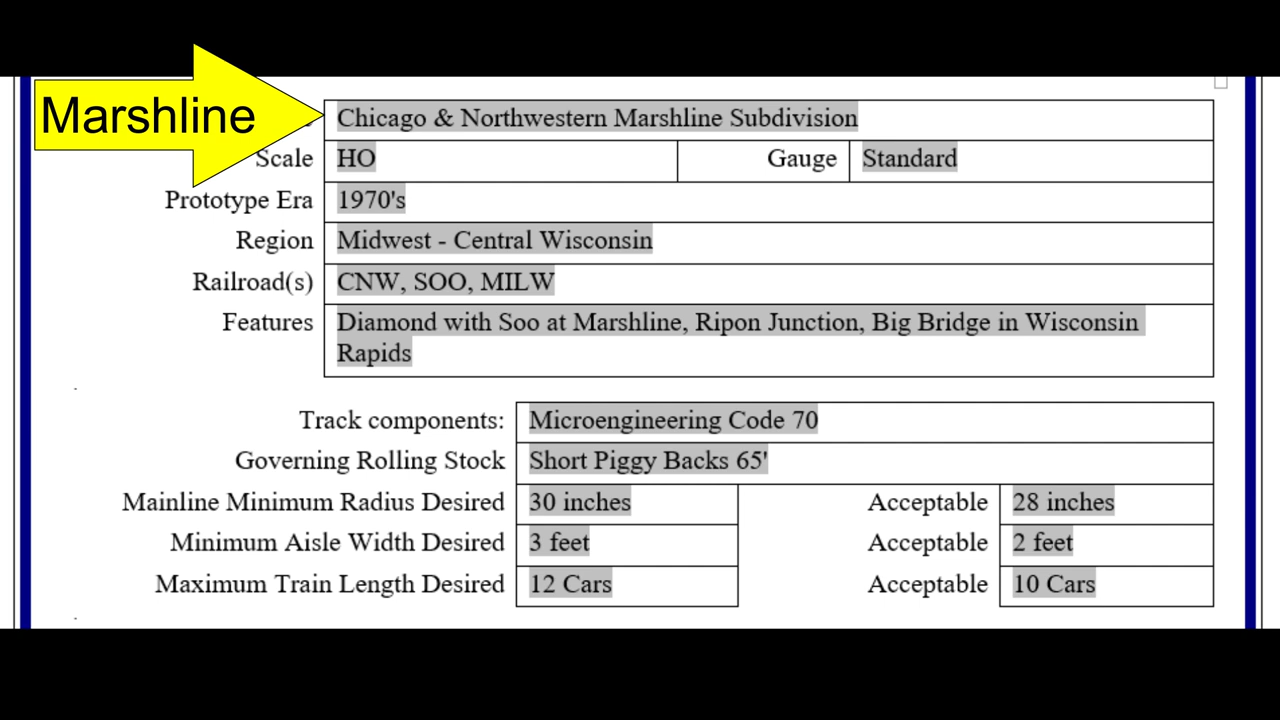 Marshline
Chicago & Northwestern Marshline Subdivision
Scale HO Gauge Standard
Prototype Era 1970's
Region Midwest - Central Wisconsin
Railroad(s) CNW, SOO, MILW
Features Diamond with Soo at Marshline, Ripon Junction, Big Bridge in Wisconsin
Rapids
Track components: Microengineering Code 70
Governing Rolling Stock Short Piggy Backs 65'
Mainline Minimum Radius Desired 30 inches Acceptable 28 inches
Minimum Aisle Width Desired 3 feet Acceptable 2 feet
Maximum Train Length Desired 12 Cars Acceptable 10 Cars